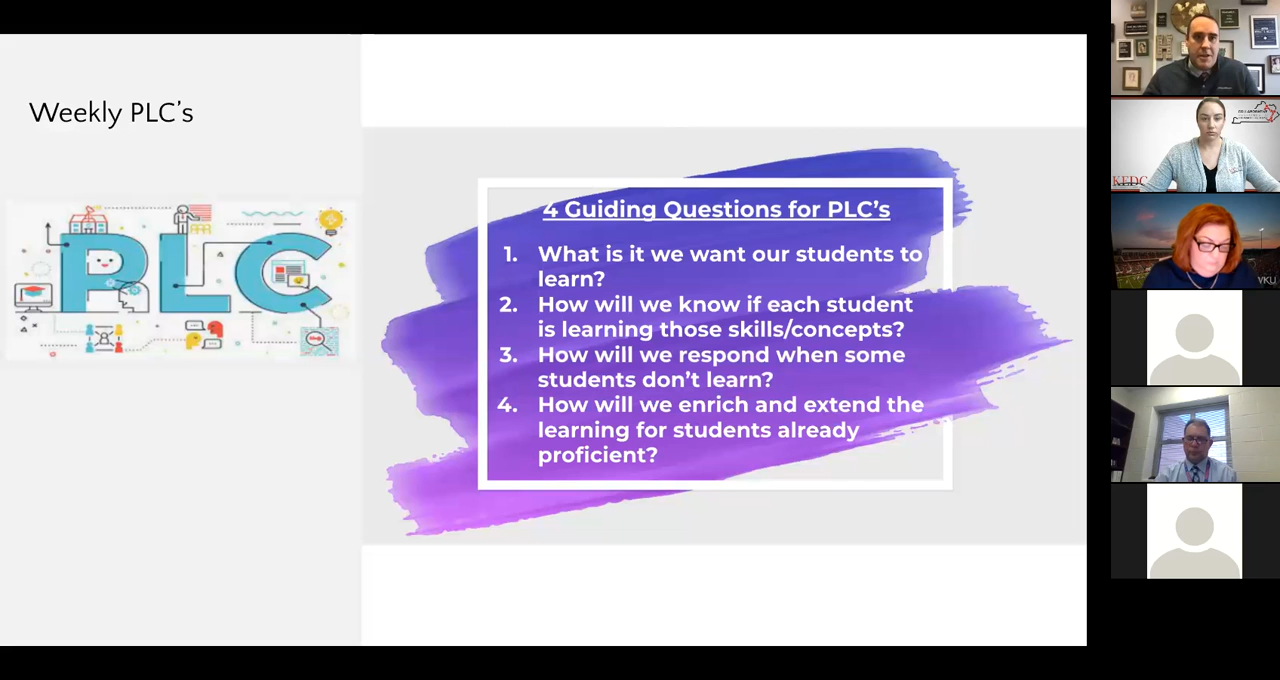 Weekly PLC's
PLC
4 Guiding Questions for PLC's
1. What is it we want our students to
learn?
2. How will we know if each student
is learning those skills/concepts?
3. How will we respond when some
students don't learn?
4. How will we enrich and extend the
learning for students already
proficient?
KEDC
WKU